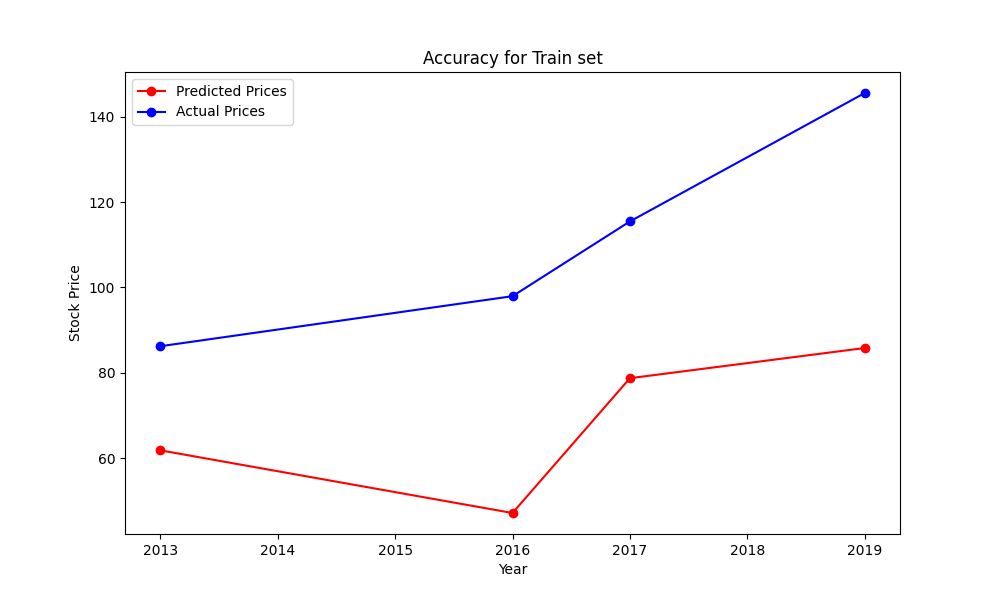 Accuracy for Train set
Predicted Prices
Actual Prices
140
120
100
80
60
Stock Price
2013 2014 2015 2016 2017 2018 2019
Year